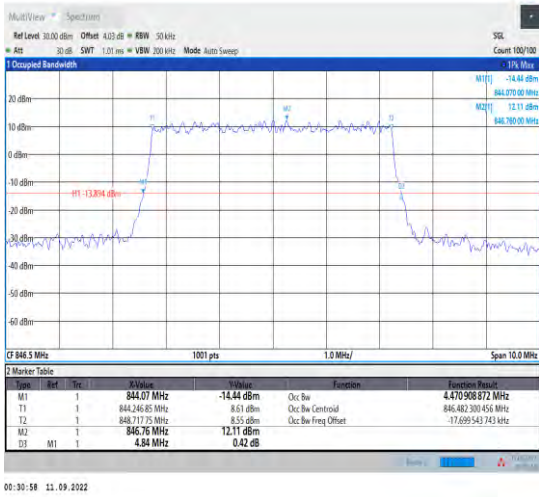 MultiView Spectrum
Ref Level 30.00 dBm Offset 4.03 dB RBW 50 kHz SGL
Att 30 dB SWT 1.01 ms VBW 200 kHz Mode Auto Sweep Count 100/100
1 Occupied Bandwidth 1Pk Max
M1[1] -14.44 dBm
844.070 00 MHz
M2[1] 12.11 dBm
846.760 00 MHz
20 dBm
M2
T1 T2
10 dBm
0 dBm
-10 dBm
M1 D3
H1 -13.894 dBm
-20 dBm
-40 dBm
-50 dBm
-60 dBm
CF 846.5 MHz 1001 pts 1.0 MHz/ Span 10.0 MHz
2 Marker Table
Type Ref Trc X-Value Y-Value Function Function Result
M1 1 844.07 MHz -14.44 dBm Occ Bw 4.470 908 872 MHz
T1 1 844.246 85 MHz 8.61 dBm Occ Bw Centroid 846.482 300 456 MHz
T2 1 848.717 75 MHz 8.55 dBm Occ Bw Freq Offset -17.699 543 743 kHz
M2 1 846.76 MHz 12.11 dBm
D3 M1 1 4.84 MHz 0.42 dB
00:30:58 11.09.2022